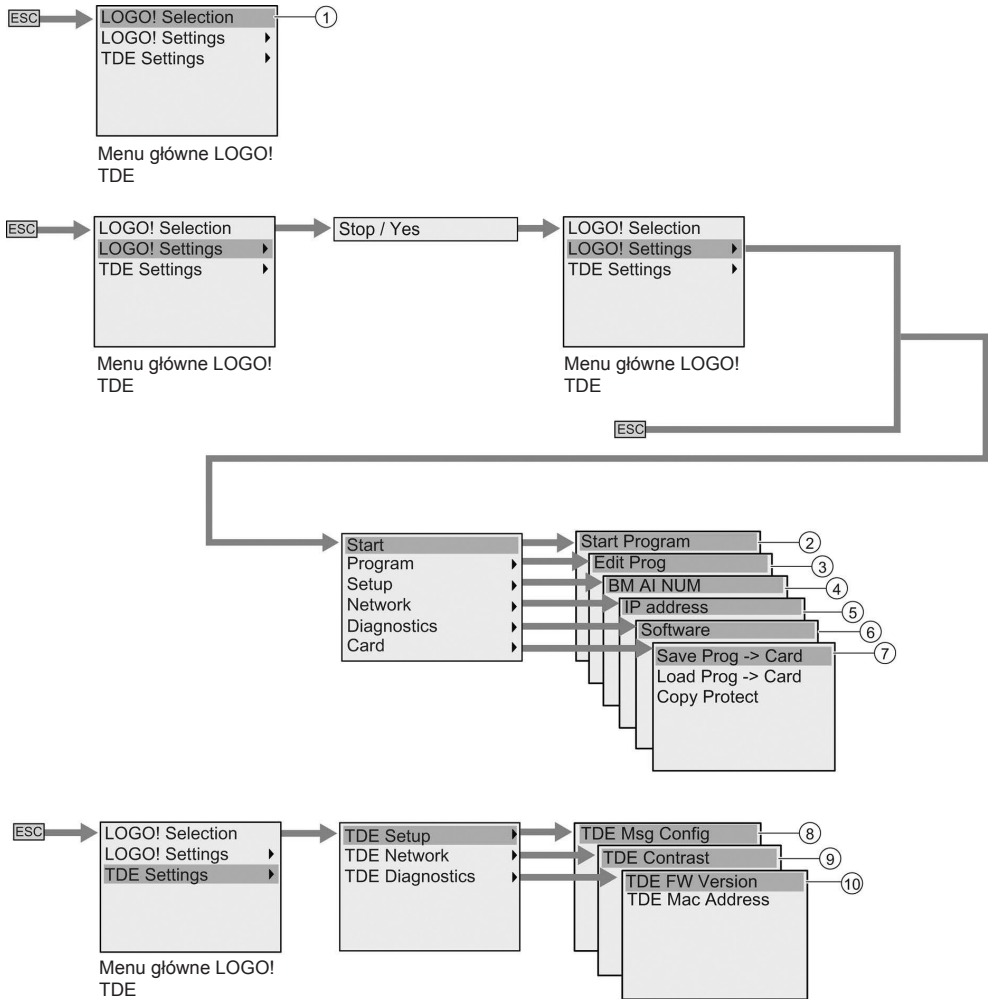 ESC
LOGO! Selection
LOGO! Settings
TDE Settings
1
Menu główne LOGO!
TDE
ESC
LOGO! Selection
LOGO! Settings
TDE Settings
Menu główne LOGO!
TDE
Stop / Yes
LOGO! Selection
LOGO! Settings
TDE Settings
Menu główne LOGO!
TDE
ESC
Start
Program
Setup
Network
Diagnostics
Card
Start Program
2
Edit Prog
3
BM AI NUM
4
IP address
5
Software
6
Save Prog -> Card
7
Load Prog -> Card
Copy Protect
ESC
LOGO! Selection
LOGO! Settings
TDE Settings
Menu główne LOGO!
TDE
TDE Setup
TDE Network
TDE Diagnostics
TDE Msg Config
8
TDE Contrast
9
TDE FW Version
10
TDE Mac Address